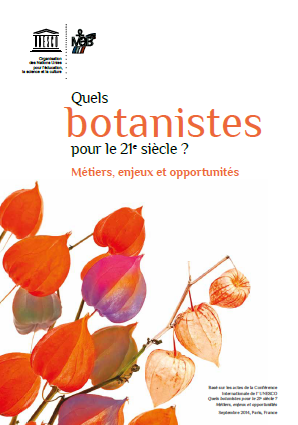 UNESCO
MAB
Organisation
des Nations Unies
pour l'éducation,
la science et la culture
Quels
botanistes
pour le 21e siècle ?
Métiers, enjeux et opportunités
Basé sur les actes de la Conférence
Internationale de l'UNESCO
Quels botanistes pour le 21e siècle ?
Métiers, enjeux et opportunités
Septembre 2014, Paris, France